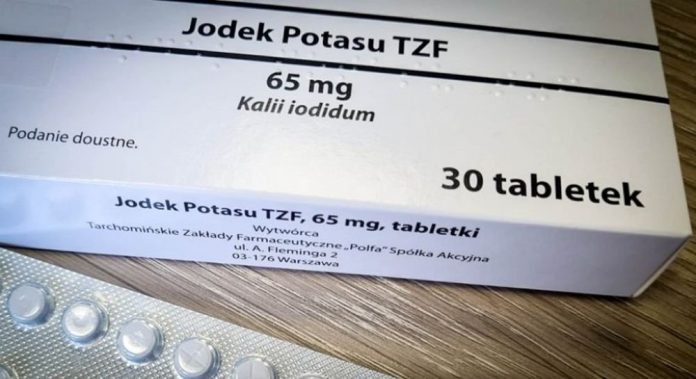 Jodek Potasu TZF
65 mg
Kalii iodidum
Podanie doustne.
30 tabletek
Jodek Potasu TZF, 65 mg, tabletki
Wytwórca
Tarchomińskie Zakłady Farmaceutyczne „Polfa” Spółka Akcyjna
ul. A. Fleminga 2
03-176 Warszawa